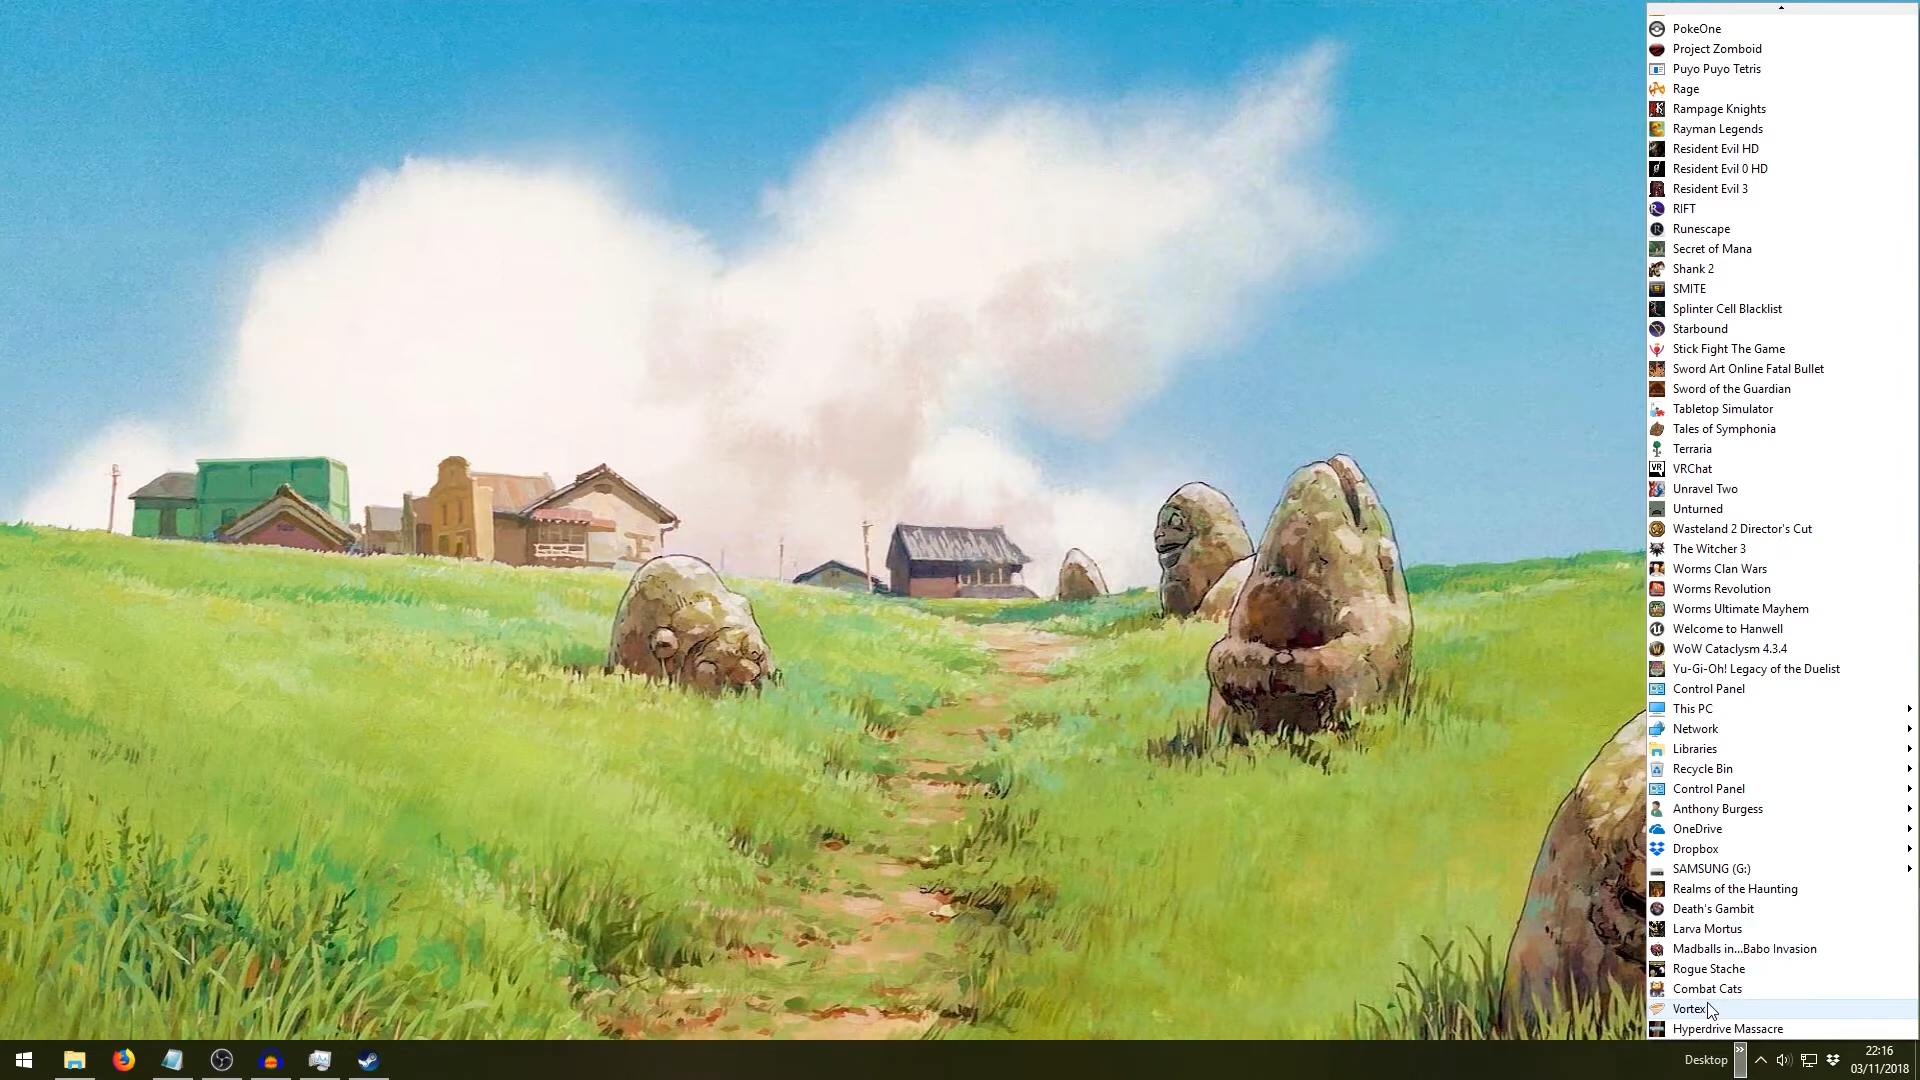 PokeOne
Project Zomboid
Puyo Puyo Tetris
Rage
Rampage Knights
Rayman Legends
Resident Evil HD
Resident Evil 0 HD
Resident Evil 3
RIFT
Runescape
Secret of Mana
Shank 2
SMITE
Splinter Cell Blacklist
Starbound
Stick Fight The Game
Sword Art Online Fatal Bullet
Sword of the Guardian
Tabletop Simulator
Tales of Symphonia
Terraria
VRChat
Unravel Two
Unturned
Wasteland 2 Director's Cut
The Witcher 3
Worms Clan Wars
Worms Revolution
Worms Ultimate Mayhem
Welcome to Hanwell
WoW Cataclysm 4.3.4
Yu-Gi-Oh! Legacy of the Duelist
Control Panel
This PC
Network
Libraries
Recycle Bin
Control Panel
Anthony Burgess
OneDrive
Dropbox
SAMSUNG (G:)
Realms of the Haunting
Death's Gambit
Larva Mortus
Madballs in...Babo Invasion
Rogue Stache
Combat Cats
Vortex
Hyperdrive Massacre
Desktop
22:16
03/11/2018